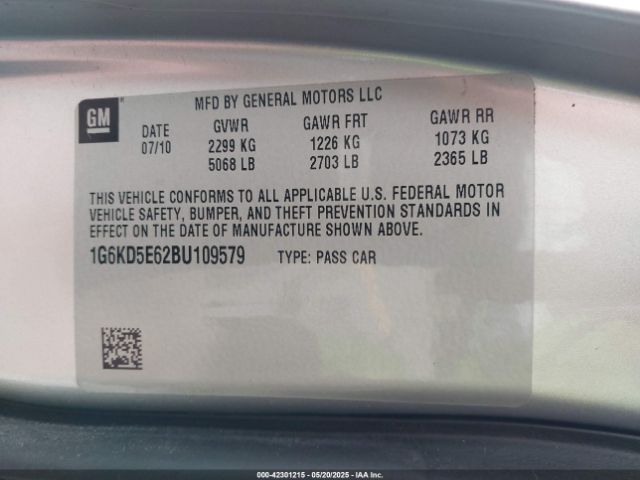 MFD BY GENERAL MOTORS LLC
GM
DATE GVWR GAWR FRT GAWR RR
07/10 2299 KG 1226 KG 1073 KG
5068 LB 2703 LB 2365 LB
THIS VEHICLE CONFORMS TO ALL APPLICABLE U.S. FEDERAL MOTOR
VEHICLE SAFETY, BUMPER, AND THEFT PREVENTION STANDARDS IN
EFFECT ON THE DATE OF MANUFACTURE SHOWN ABOVE.
1G6KD5E62BU109579 TYPE: PASS CAR
000-42301215 - 05/20/2025 - IAAI.COM